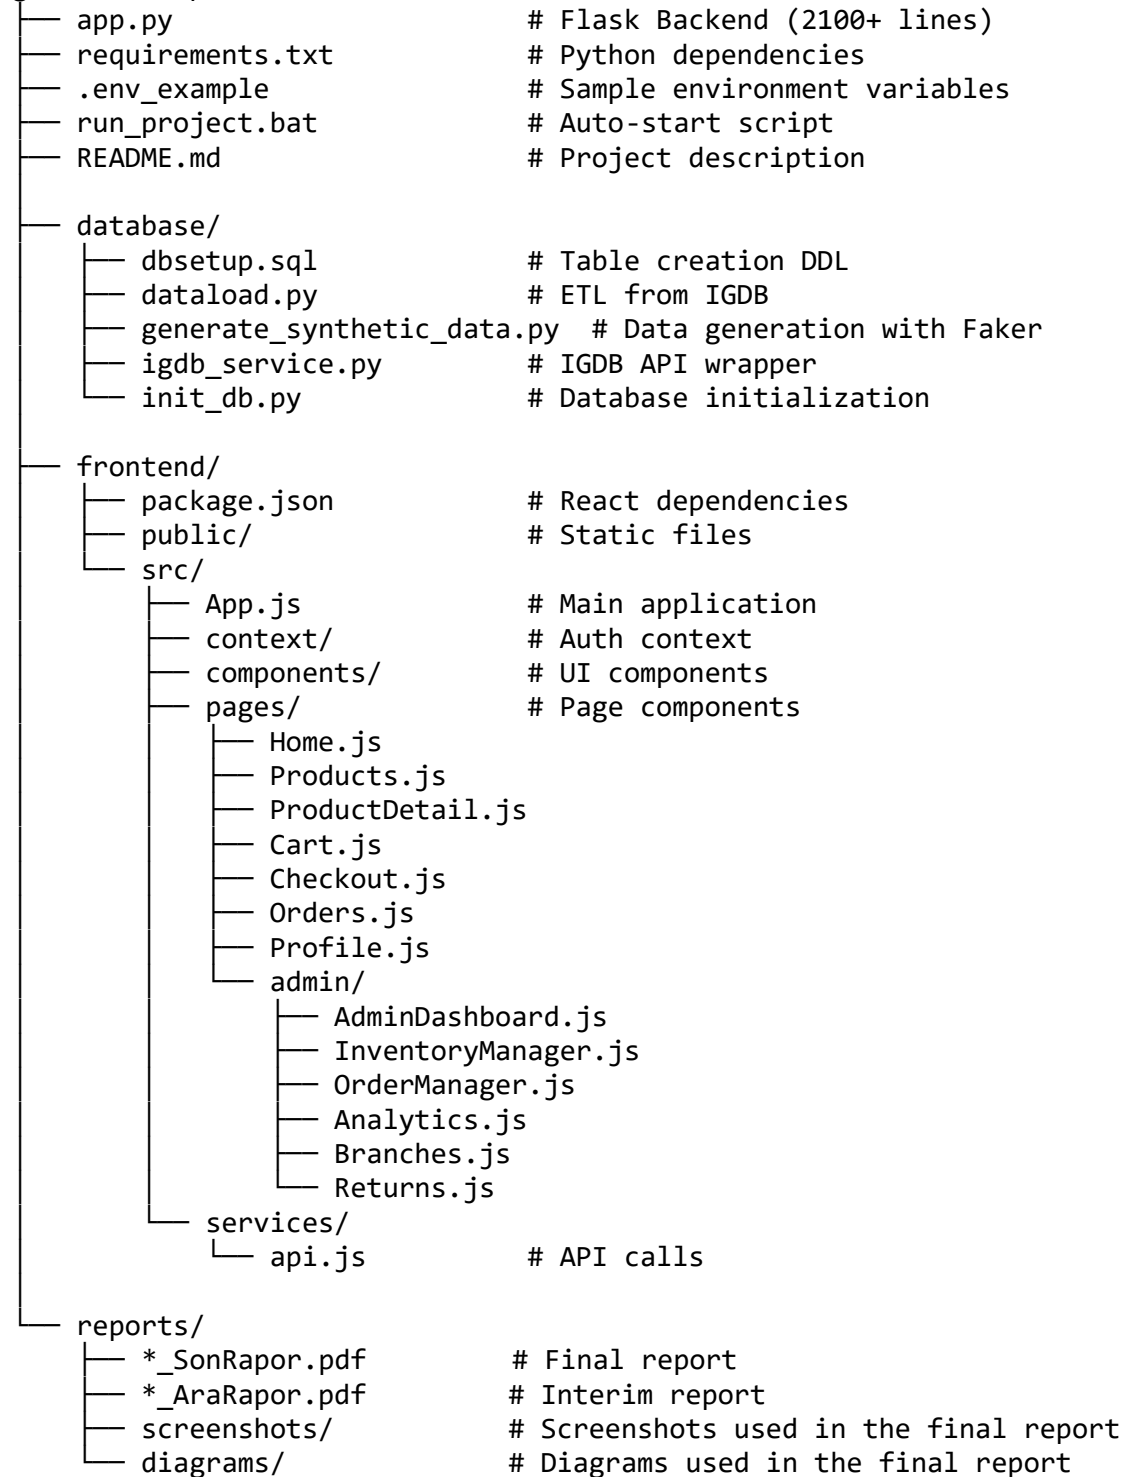 ├── app.py                      # Flask Backend (2100+ lines)
├── requirements.txt            # Python dependencies
├── .env_example                # Sample environment variables
├── run_project.bat             # Auto-start script
├── README.md                   # Project description
│
├── database/
│   ├── dbsetup.sql             # Table creation DDL
│   ├── dataload.py             # ETL from IGDB
│   ├── generate_synthetic_data.py  # Data generation with Faker
│   ├── igdb_service.py         # IGDB API wrapper
│   └── init_db.py              # Database initialization
│
├── frontend/
│   ├── package.json            # React dependencies
│   ├── public/                 # Static files
│   └── src/
│       ├── App.js              # Main application
│       ├── context/            # Auth context
│       ├── components/         # UI components
│       ├── pages/              # Page components
│       │   ├── Home.js
│       │   ├── Products.js
│       │   ├── ProductDetail.js
│       │   ├── Cart.js
│       │   ├── Checkout.js
│       │   ├── Orders.js
│       │   ├── Profile.js
│       │   └── admin/
│       │       ├── AdminDashboard.js
│       │       ├── InventoryManager.js
│       │       ├── OrderManager.js
│       │       ├── Analytics.js
│       │       ├── Branches.js
│       │       └── Returns.js
│       └── services/
│           └── api.js          # API calls
│
└── reports/
    ├── *_SonRapor.pdf         # Final report
    ├── *_AraRapor.pdf         # Interim report
    ├── screenshots/           # Screenshots used in the final report
    └── diagrams/              # Diagrams used in the final report